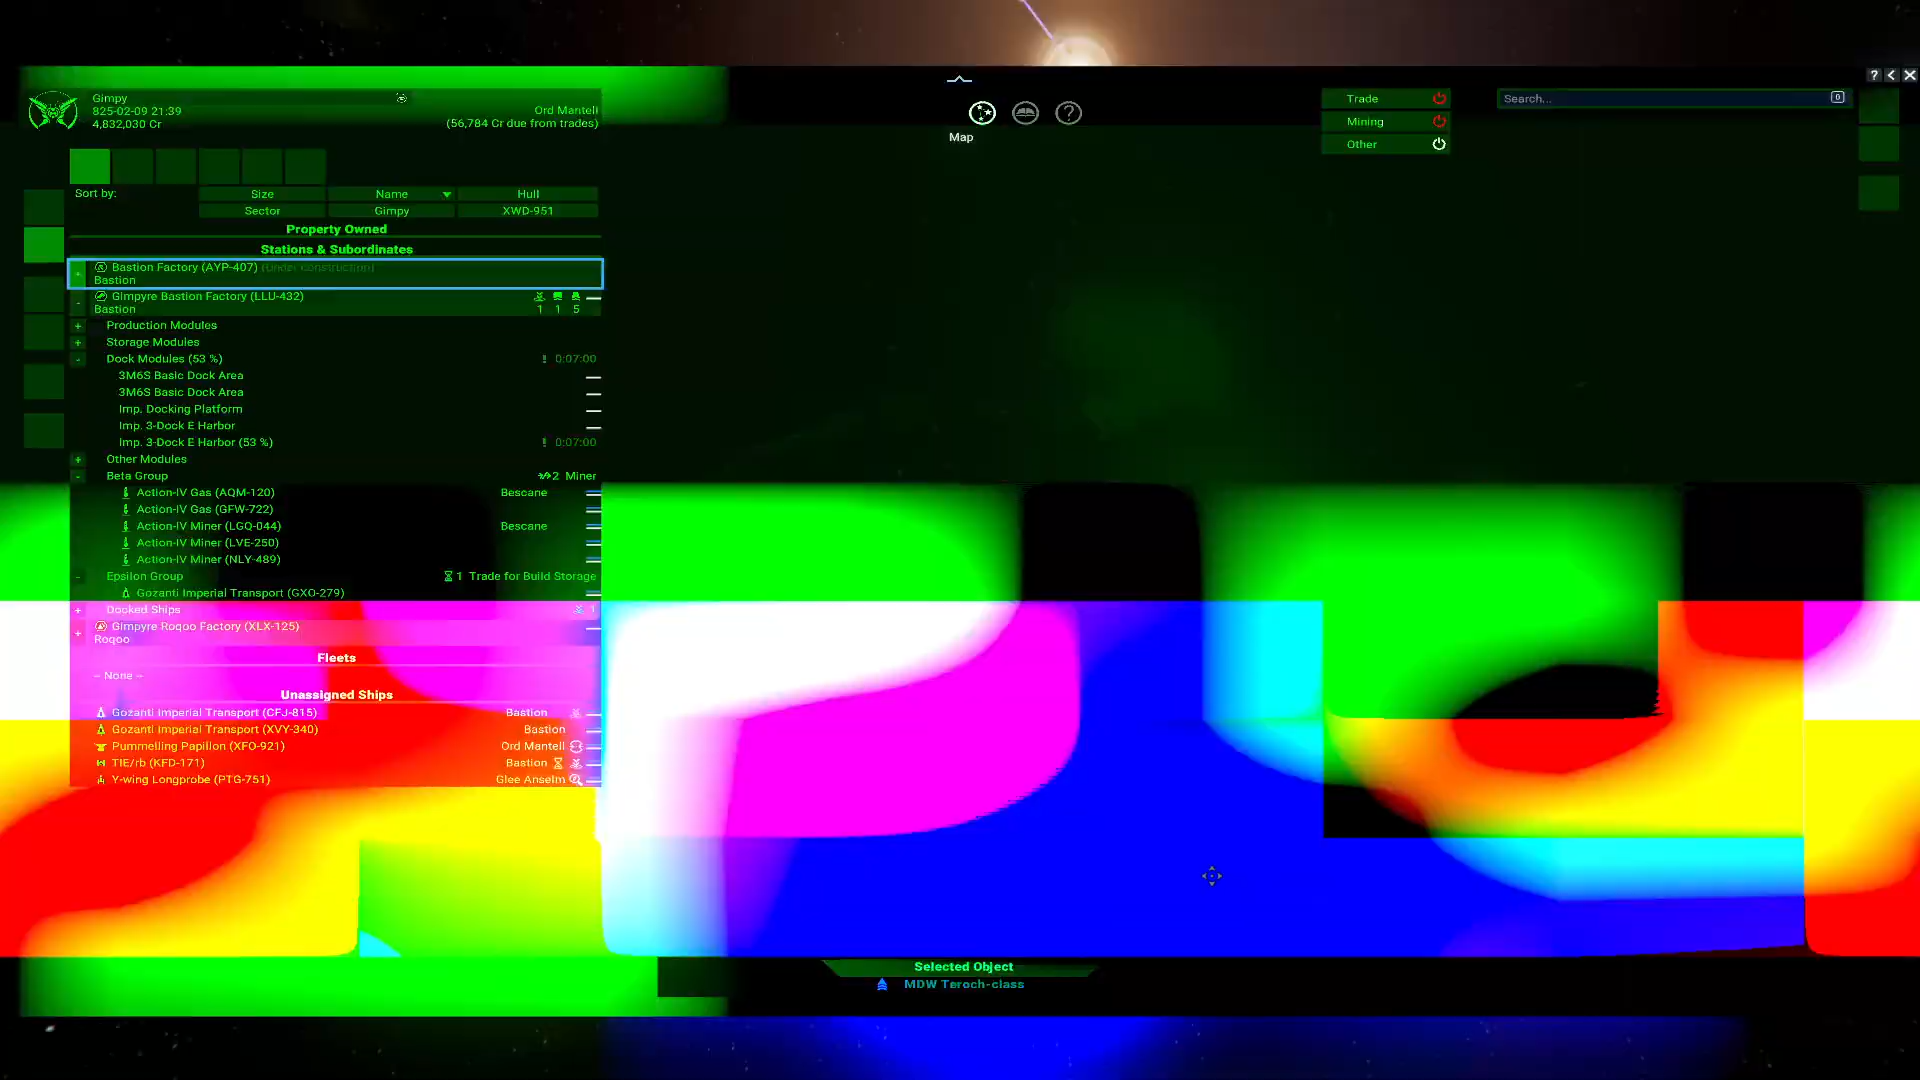 Gimpy
825-02-09 21:39
Ord Mantell
4,832,030 Cr
(56,784 Cr due from trades)
Map
Trade
Mining
Other
Search...
0
? < X
Sort by:
Size Name Hull
Sector Gimpy XWD-951
Property Owned
Stations & Subordinates
Bastion Factory (AYP-407) (Under construction)
Bastion
Gimpyre Bastion Factory (LLU-432)
Bastion 1 1 5
+ Production Modules
+ Storage Modules
- Dock Modules (53 %) ! 0:07:00
3M6S Basic Dock Area
3M6S Basic Dock Area
Imp. Docking Platform
Imp. 3-Dock E Harbor
Imp. 3-Dock E Harbor (53 %) ! 0:07:00
+ Other Modules
- Beta Group 2 Miner
Action-IV Gas (AQM-120) Bescane
Action-IV Gas (GFW-722)
Action-IV Miner (LGQ-044) Bescane
Action-IV Miner (LVE-250)
Action-IV Miner (NLY-489)
- Epsilon Group 1 Trade for Build Storage
Gozanti Imperial Transport (GXO-279)
+ Docked Ships 1
+ Gimpyre Roqoo Factory (XLX-125)
Roqoo
Fleets
-- None --
Unassigned Ships
Gozanti Imperial Transport (CFJ-815) Bastion
Gozanti Imperial Transport (XVY-340) Bastion
Pummelling Papilion (XFO-921) Ord Mantell
TIE/rb (KFD-171) Bastion
Y-wing Longprobe (PTG-751) Glee Anselm
Selected Object
MDW Teroch-class